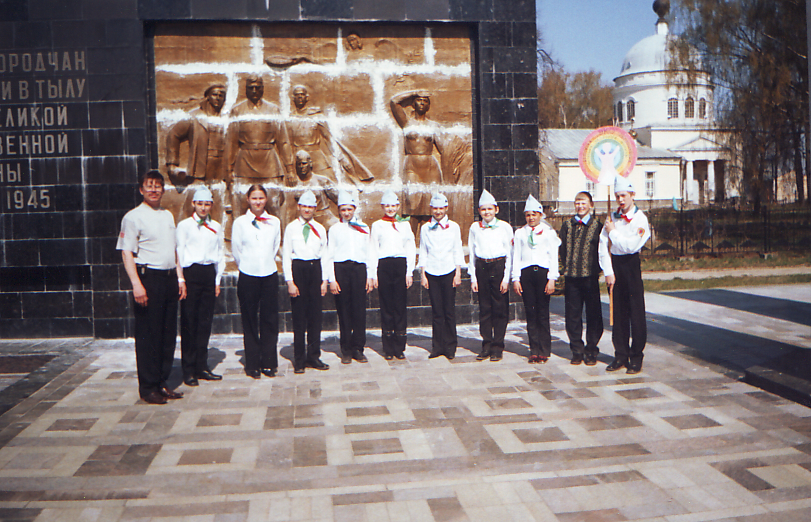 ОРОДЧАН
И В ТЫЛУ
ЛИКОЙ
ВЕННОЙ
НЫ
1945